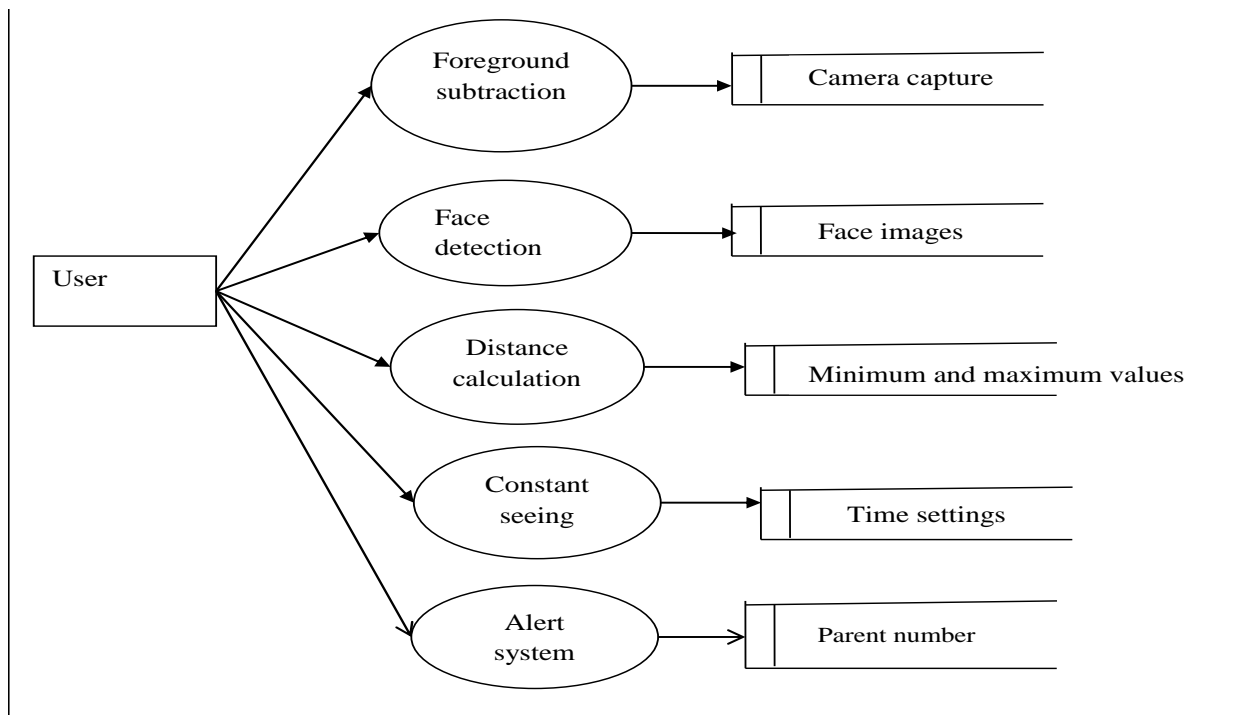 Foreground
subtraction
Camera capture
Face
detection
Face images
User
Distance
calculation
Minimum and maximum values
Constant
seeing
Time settings
Alert
system
Parent number